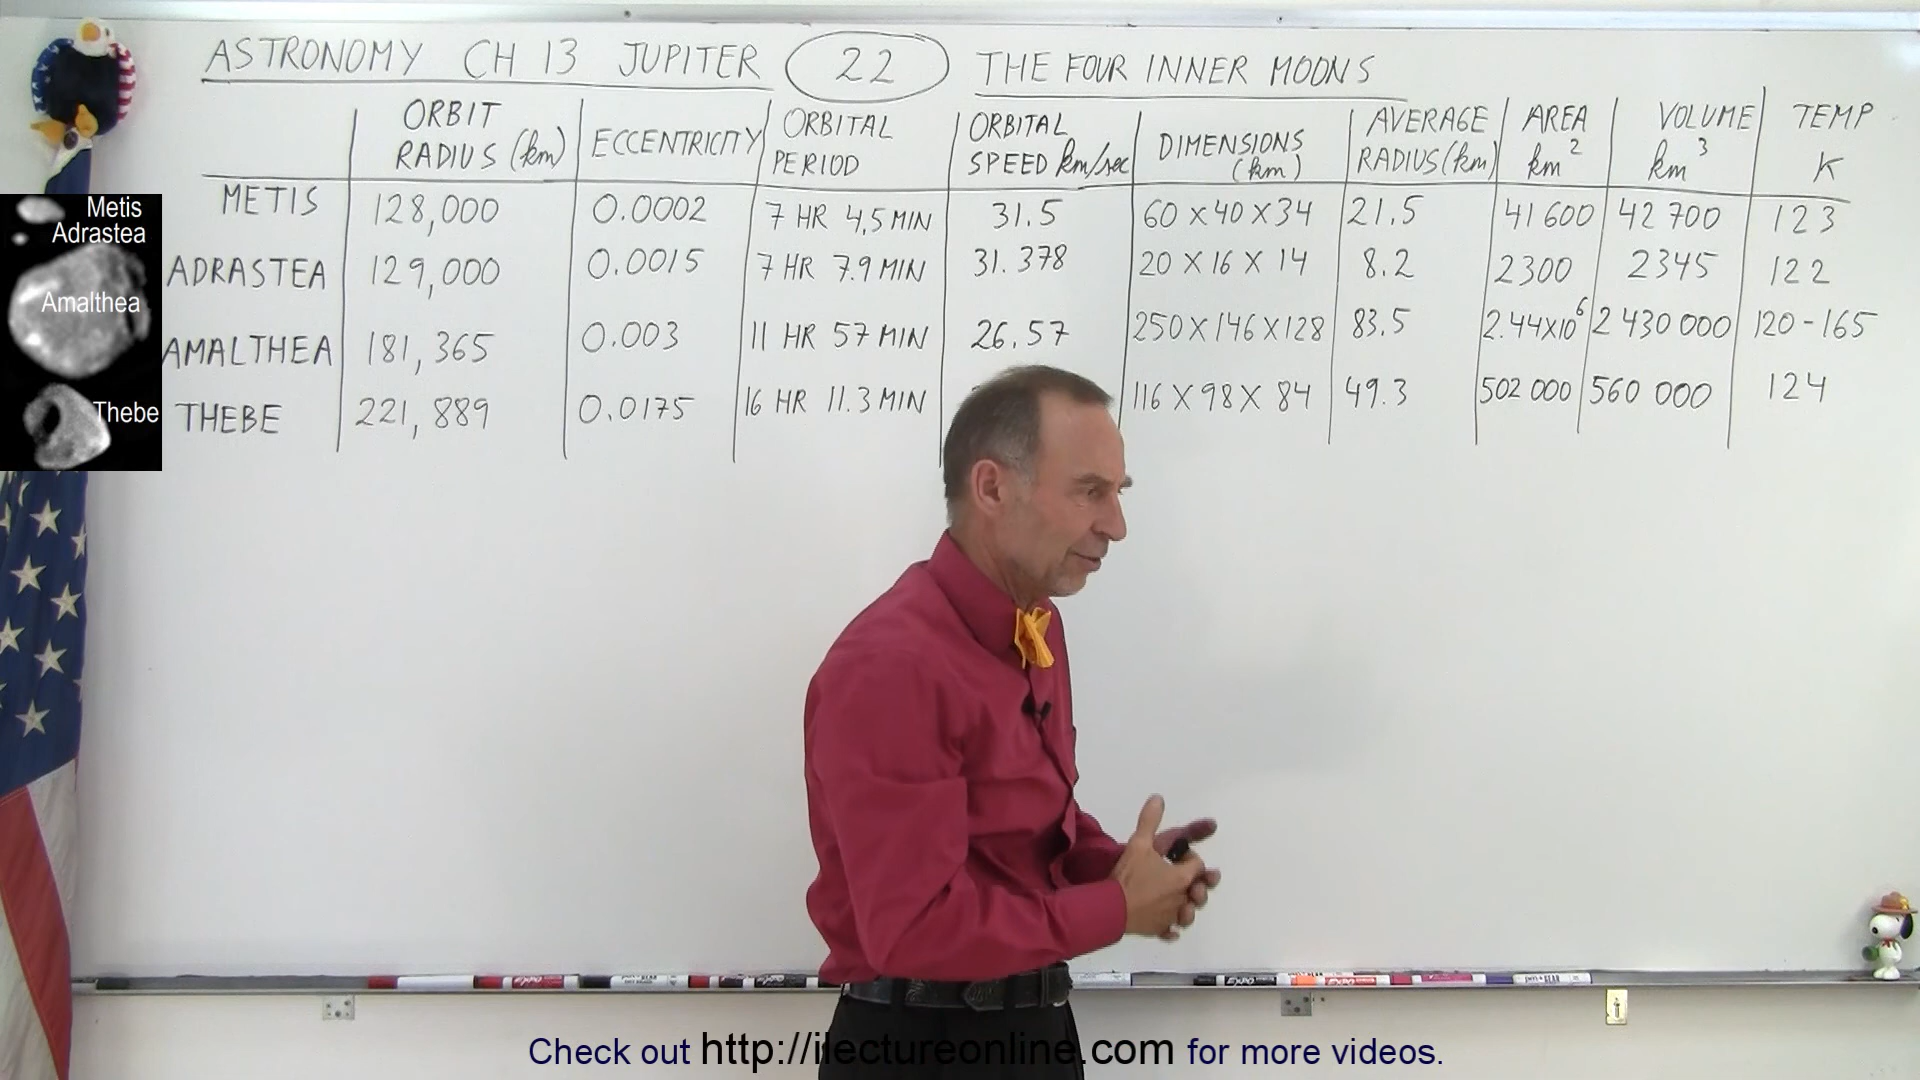 ASTRONOMY CH 13 JUPITER 22 THE FOUR INNER MOONS
ORBIT RADIUS (km) ECCENTRICITY ORBITAL PERIOD ORBITAL SPEED km/sec DIMENSIONS (km) AVERAGE RADIUS (km) AREA km² VOLUME km³ TEMP K
METIS 128,000 0.0002 7 HR 4,5 MIN 31.5 60 X 40 X 34 21.5 41 600 42 700 123
ADRASTEA 129,000 0.0015 7 HR 7.9 MIN 31.378 20 X 16 X 14 8.2 2300 2345 122
AMALTHEA 181,365 0.003 11 HR 57 MIN 26.57 250 X 146 X 128 83.5 2.44X10⁶ 2 430 000 120-165
THEBE 221,889 0.0175 16 HR 11.3 MIN 116 X 98 X 84 49.3 502 000 560 000 124
Metis
Adrastea
Amalthea
Thebe
Check out http://ilectureonline.com for more videos.